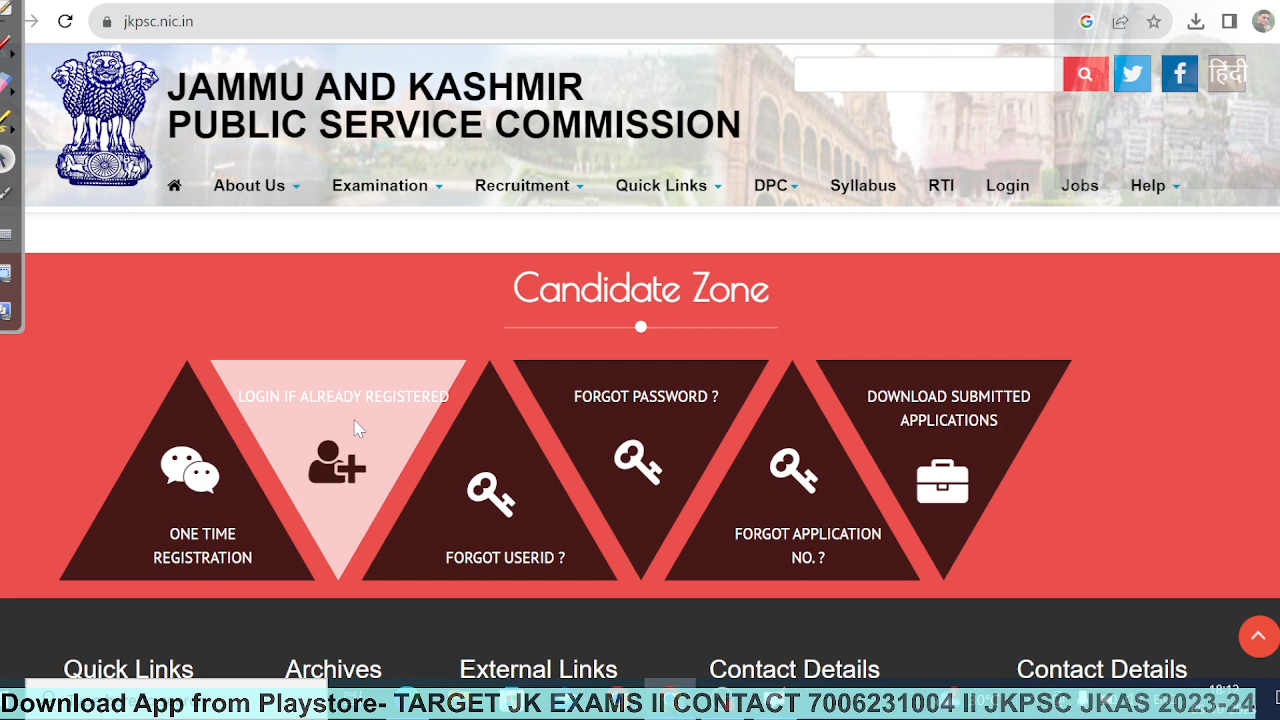 jkpsc.nic.in
JAMMU AND KASHMIR
PUBLIC SERVICE COMMISSION
हिंदी
About Us Examination Recruitment Quick Links DPC Syllabus RTI Login Jobs Help
Candidate Zone
LOGIN IF ALREADY REGISTERED
FORGOT PASSWORD ?
DOWNLOAD SUBMITTED
APPLICATIONS
ONE TIME
REGISTRATION
FORGOT USERID ?
FORGOT APPLICATION
NO. ?
Quick Links Archives External Links Contact Details Contact Details
Download App from Playstore- TARGET JK EXAMS II CONTACT 7006231004 II JKPSC JKAS 2023-24